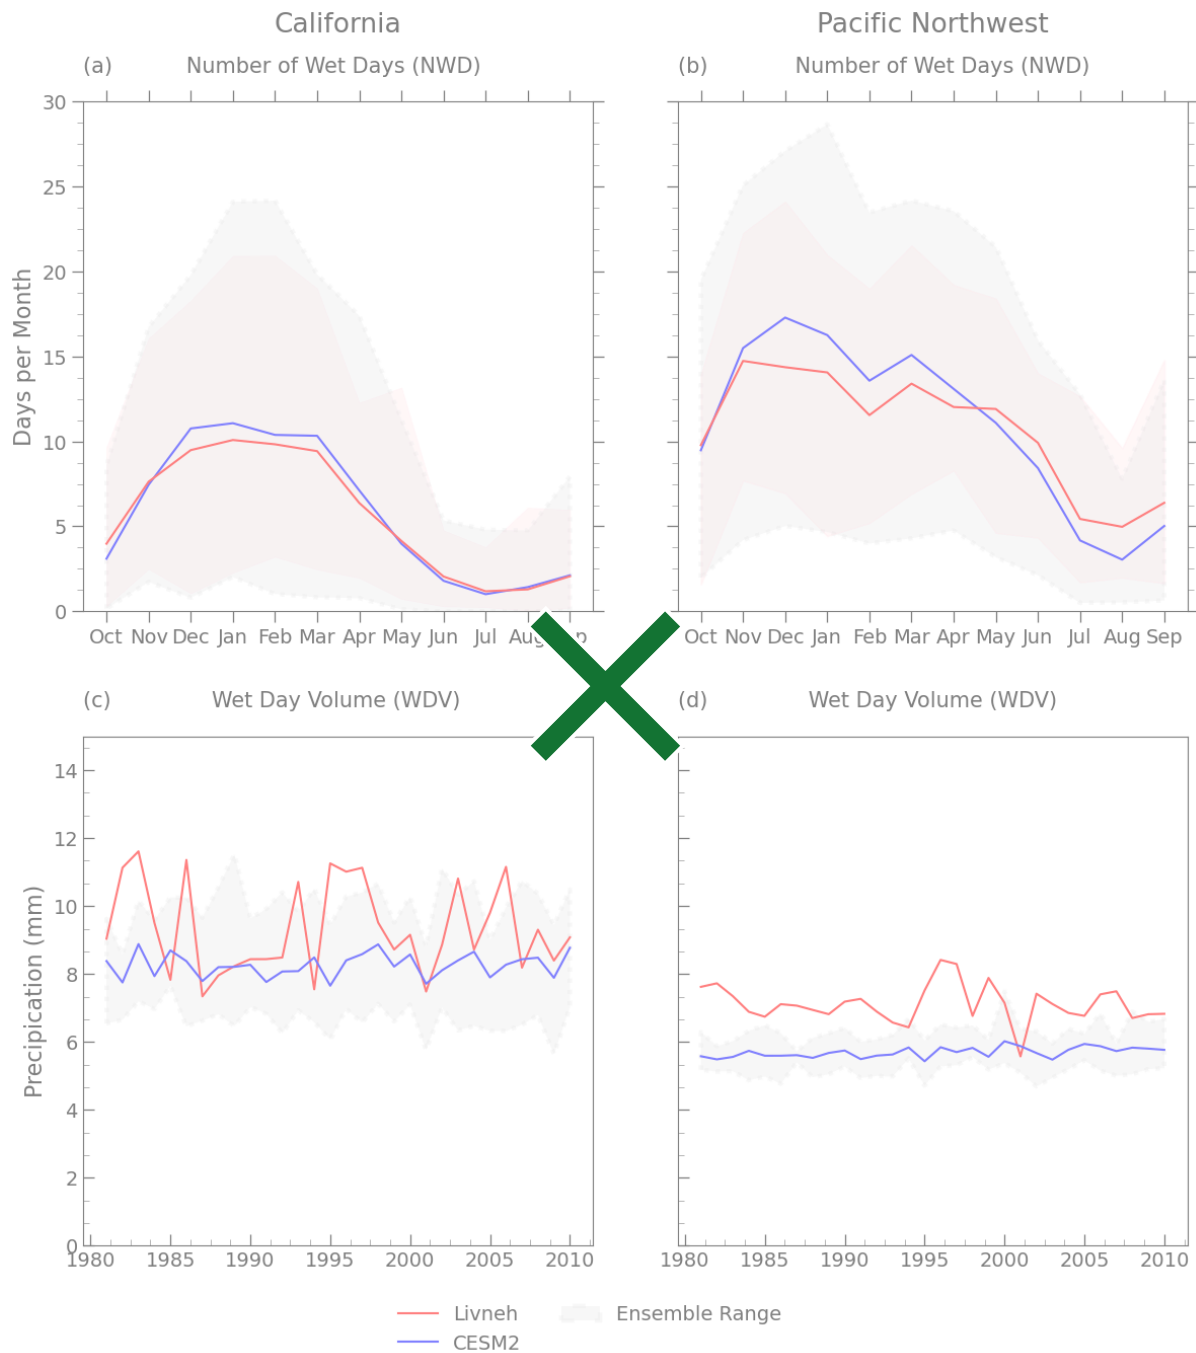 California Pacific Northwest
(a) Number of Wet Days (NWD) (b) Number of Wet Days (NWD)
30
25
20
15
10
5
0
Days per Month
Oct Nov Dec Jan Feb Mar Apr May Jun Jul Oct Nov Dec Jan Feb Mar Apr May Jun Jul Aug Sep
(c) Wet Day Volume (WDV) (d) Wet Day Volume (WDV)
14
12
10
8
6
4
2
0
Precipication (mm)
1980 1985 1990 1995 2000 2005 2010 1980 1985 1990 1995 2000 2005 2010
Livneh Ensemble Range
CESM2